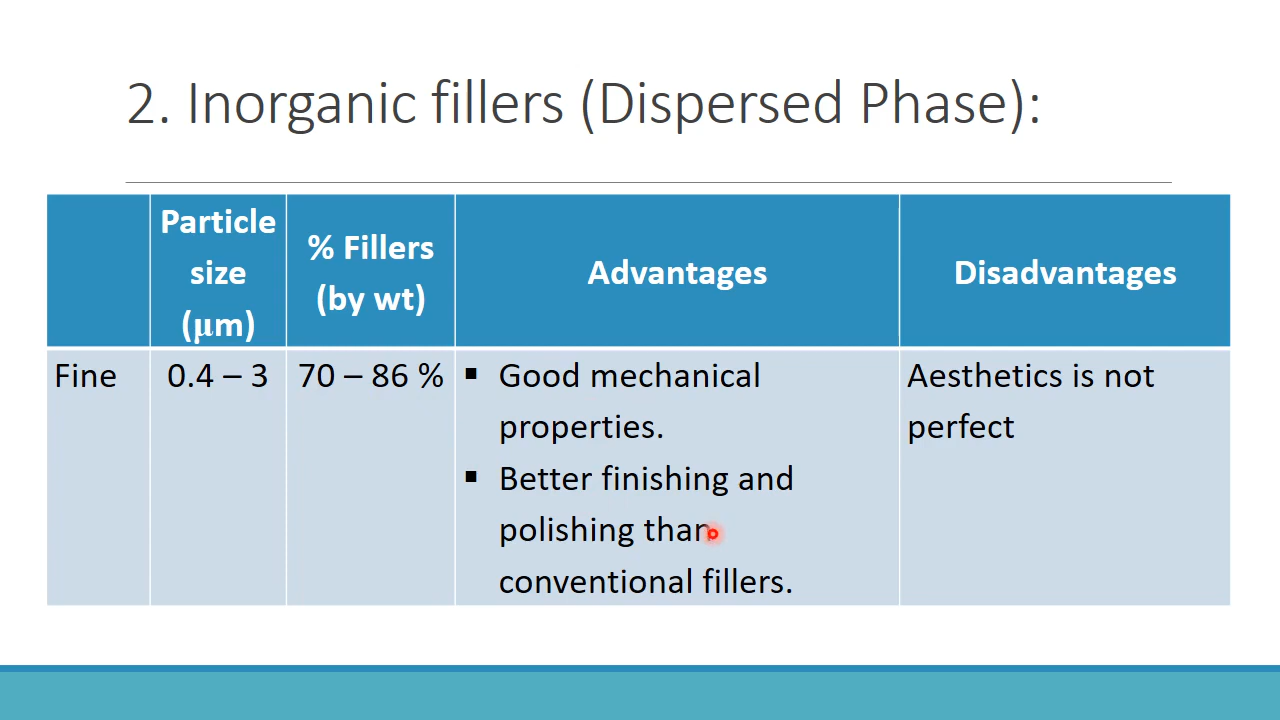 2. Inorganic fillers (Dispersed Phase):
Particle
size
(μm)
% Fillers
(by wt)
Advantages
Disadvantages
Fine
0.4 – 3
70 – 86 %
▪ Good mechanical
properties.
▪ Better finishing and
polishing than
conventional fillers.
Aesthetics is not
perfect